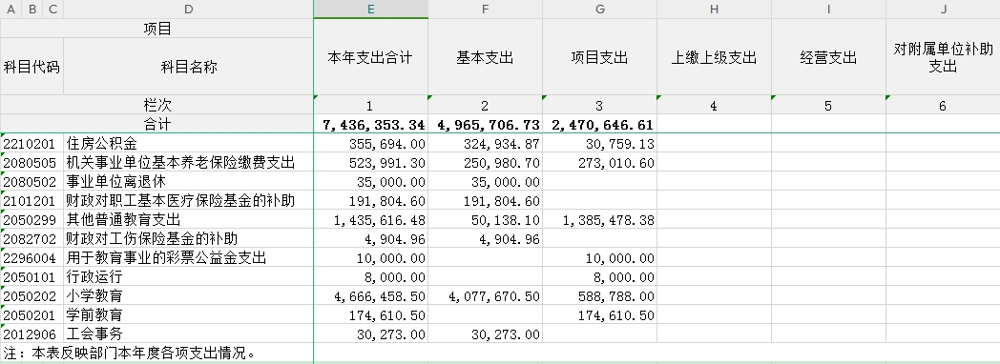 A B C D E F G H I J
项目
科目代码 科目名称 本年支出合计 基本支出 项目支出 上缴上级支出 经营支出 对附属单位补助
支出
栏次 1 2 3 4 5 6
合计 7,436,353.34 4,965,706.73 2,470,646.61
2210201 住房公积金 355,694.00 324,934.87 30,759.13
2080505 机关事业单位基本养老保险缴费支出 523,991.30 250,980.70 273,010.60
2080502 事业单位离退休 35,000.00 35,000.00
2101201 财政对职工基本医疗保险基金的补助 191,804.60 191,804.60
2050299 其他普通教育支出 1,435,616.48 50,138.10 1,385,478.38
2082702 财政对工伤保险基金的补助 4,904.96 4,904.96
2296004 用于教育事业的彩票公益金支出 10,000.00 10,000.00
2050101 行政运行 8,000.00 8,000.00
2050202 小学教育 4,666,458.50 4,077,670.50 588,788.00
2050201 学前教育 174,610.50 174,610.50
2012906 工会事务 30,273.00 30,273.00
注：本表反映部门本年度各项支出情况。